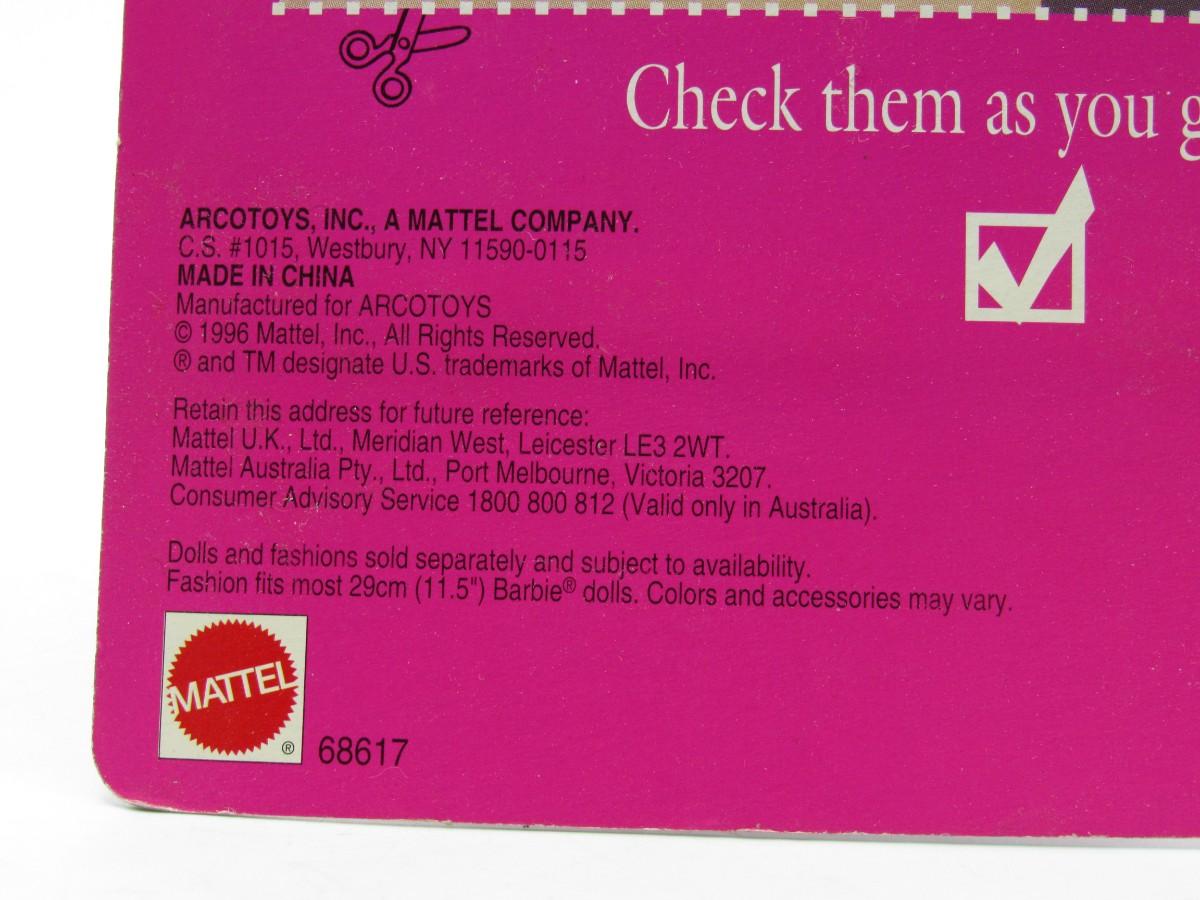 Check them as you g
ARCOTOYS, INC., A MATTEL COMPANY.
C.S. #1015, Westbury, NY 11590-0115
MADE IN CHINA
Manufactured for ARCOTOYS
© 1996 Mattel, Inc., All Rights Reserved.
® and TM designate U.S. trademarks of Mattel, Inc.
Retain this address for future reference:
Mattel U.K., Ltd., Meridian West, Leicester LE3 2WT.
Mattel Australia Pty., Ltd., Port Melbourne, Victoria 3207.
Consumer Advisory Service 1800 800 812 (Valid only in Australia).
Dolls and fashions sold separately and subject to availability.
Fashion fits most 29cm (11.5") Barbie® dolls. Colors and accessories may vary.
MATTEL
® 68617